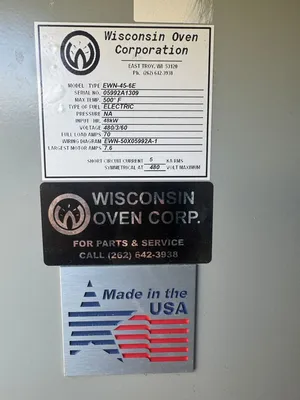 Wisconsin Oven
Corporation
EAST TROY, WI 53120
Ph. (262) 642-3938
MODEL TYPE EWN-45-6E
SERIAL NO. 05992A1309
MAX TEMP. 500° F
TYPE OF FUEL ELECTRIC
PRESSURE NA
INPUT HR. 48kW
VOLTAGE 480/3/60
FULL LOAD AMPS 70
WIRING DIAGRAM EWN-50X05992A-1
LARGEST MOTOR AMPS 7.6
SHORT CIRCUIT CURRENT 5 KA RMS
SYMMETRICAL AT 480 VOLT MAXIMUM
WISCONSIN
OVEN CORP.
FOR PARTS & SERVICE
CALL (262) 642-3938
Made in the
USA